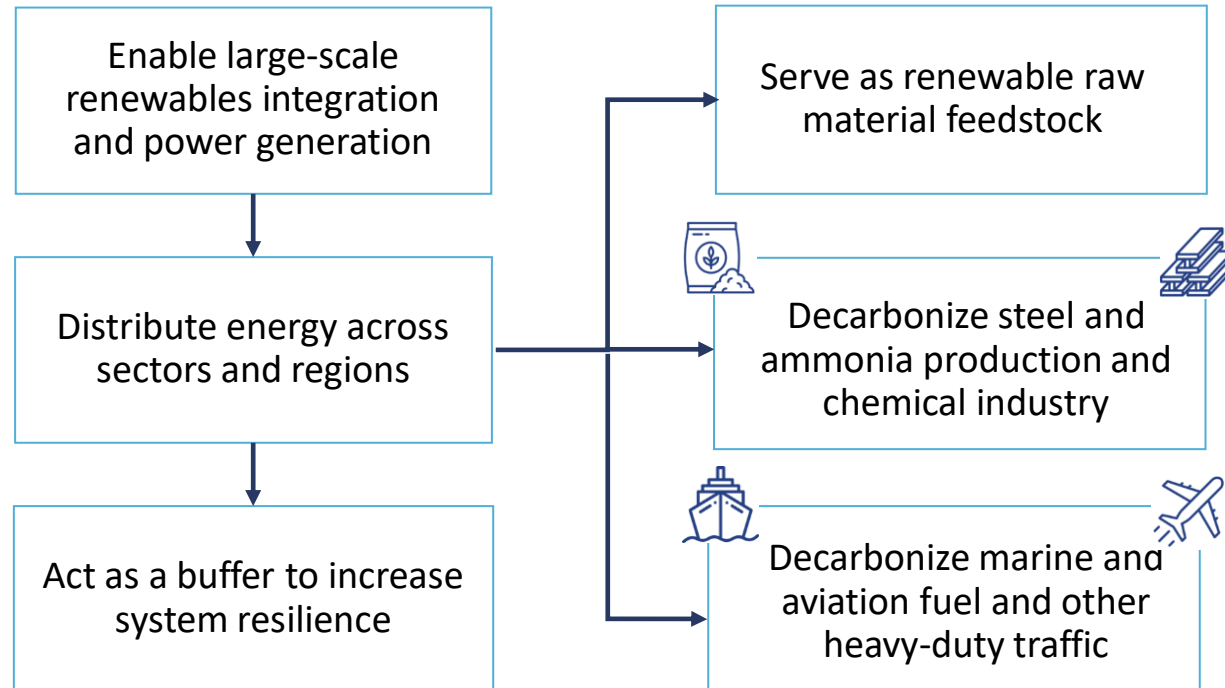 Enable large-scale
renewables integration
and power generation
Distribute energy across
sectors and regions
Act as a buffer to increase
system resilience
Serve as renewable raw
material feedstock
Decarbonize steel and
ammonia production and
chemical industry
Decarbonize marine and
aviation fuel and other
heavy-duty traffic